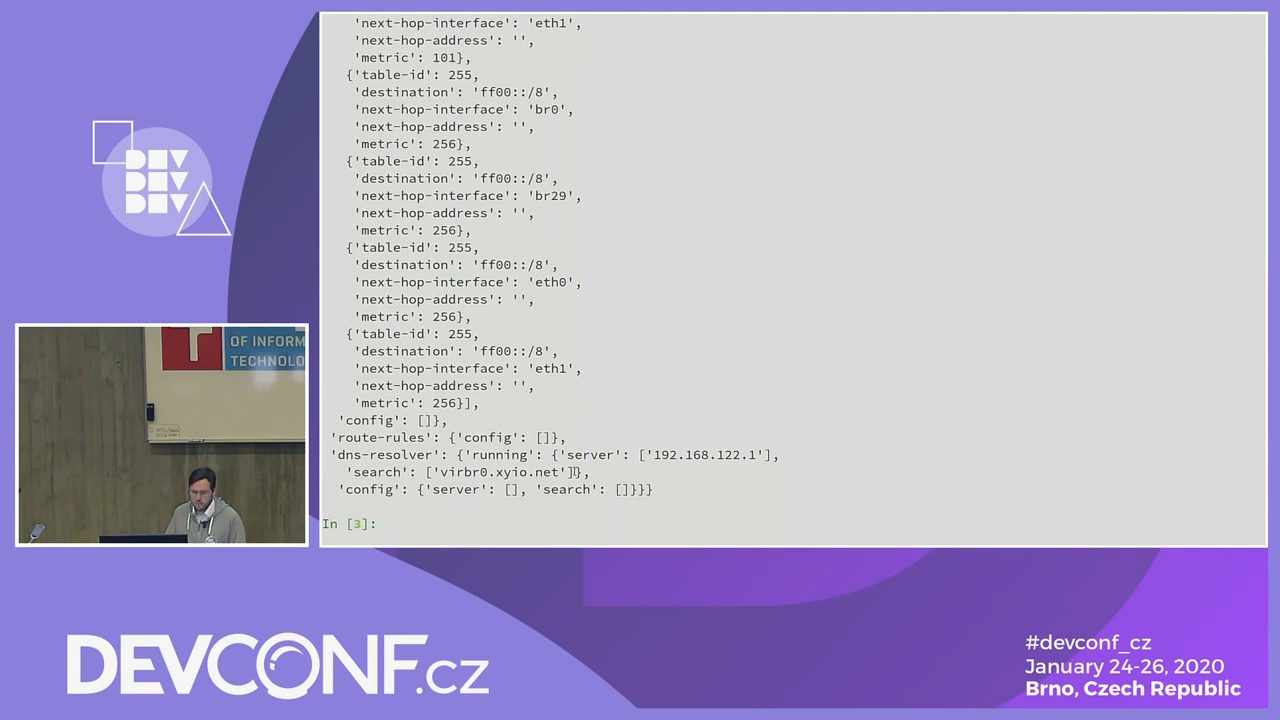 'next-hop-interface': 'eth1',
'next-hop-address': '',
'metric': 101},
{'table-id': 255,
'destination': 'ff00::/8',
'next-hop-interface': 'br0',
'next-hop-address': '',
'metric': 256},
{'table-id': 255,
'destination': 'ff00::/8',
'next-hop-interface': 'br29',
'next-hop-address': '',
'metric': 256},
{'table-id': 255,
'destination': 'ff00::/8',
'next-hop-interface': 'eth0',
'next-hop-address': '',
'metric': 256},
{'table-id': 255,
'destination': 'ff00::/8',
'next-hop-interface': 'eth1',
'next-hop-address': '',
'metric': 256}],
'config': []},
'route-rules': {'config': []},
'dns-resolver': {'running': {'server': ['192.168.122.1'],
'search': ['virbr0.xyio.net']},
'config': {'server': [], 'search': []}}}
In [3]:
DEV
DEV
DEV
OF INFORM
TECHNOLO
DEVCONF.cz
#devconf_cz
January 24-26, 2020
Brno, Czech Republic